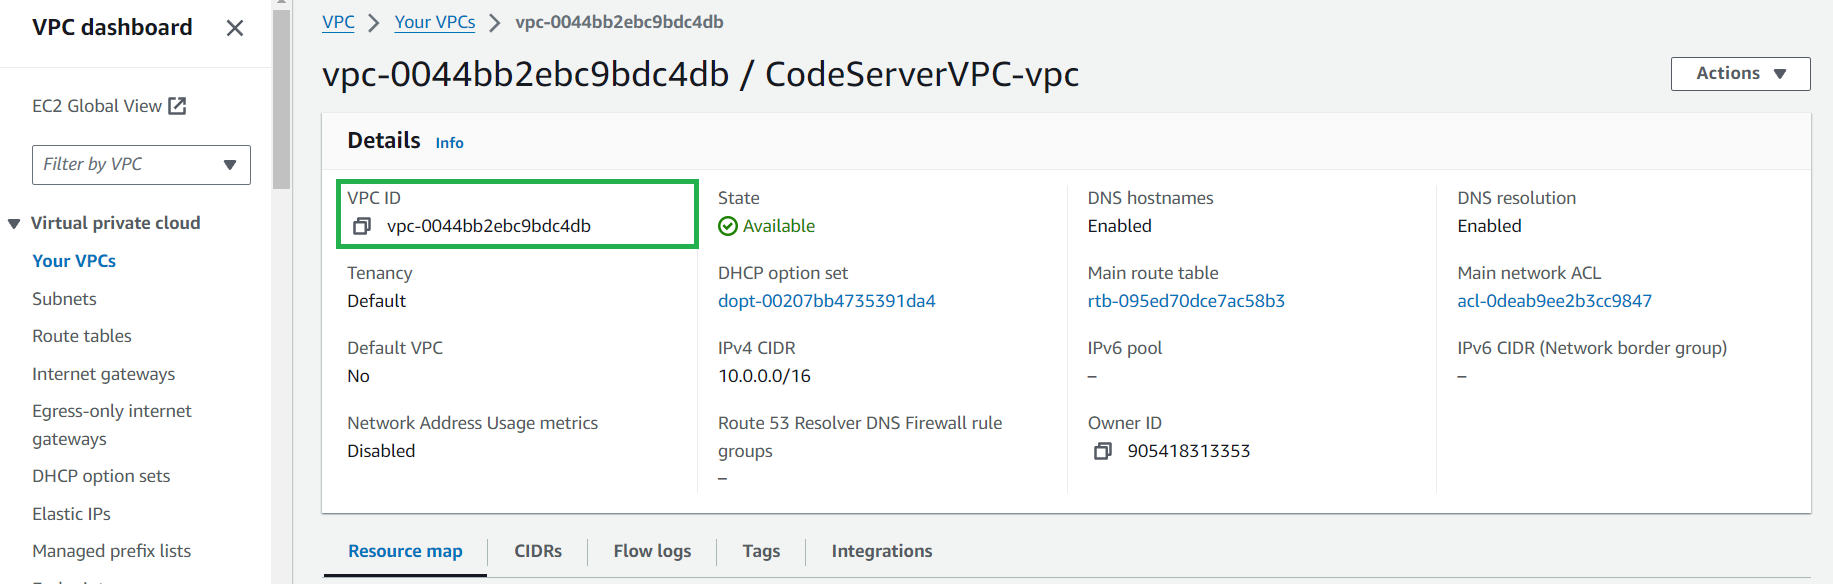 VPC dashboard
EC2 Global View
Filter by VPC
Virtual private cloud
Your VPCs
Subnets
Route tables
Internet gateways
Egress-only internet
gateways
DHCP option sets
Elastic IPs
Managed prefix lists
VPC > Your VPCs > vpc-0044bb2ebc9bdc4db
vpc-0044bb2ebc9bdc4db / CodeServerVPC-vpc
Actions
Details Info
VPC ID
vpc-0044bb2ebc9bdc4db
State
Available
DNS hostnames
Enabled
DNS resolution
Enabled
Tenancy
Default
DHCP option set
dopt-00207bb4735391da4
Main route table
rtb-095ed70dce7ac58b3
Main network ACL
acl-0deab9ee2b3cc9847
Default VPC
No
IPv4 CIDR
10.0.0.0/16
IPv6 pool
–
IPv6 CIDR (Network border group)
–
Network Address Usage metrics
Disabled
Route 53 Resolver DNS Firewall rule
groups
–
Owner ID
905418313353
Resource map CIDRs Flow logs Tags Integrations